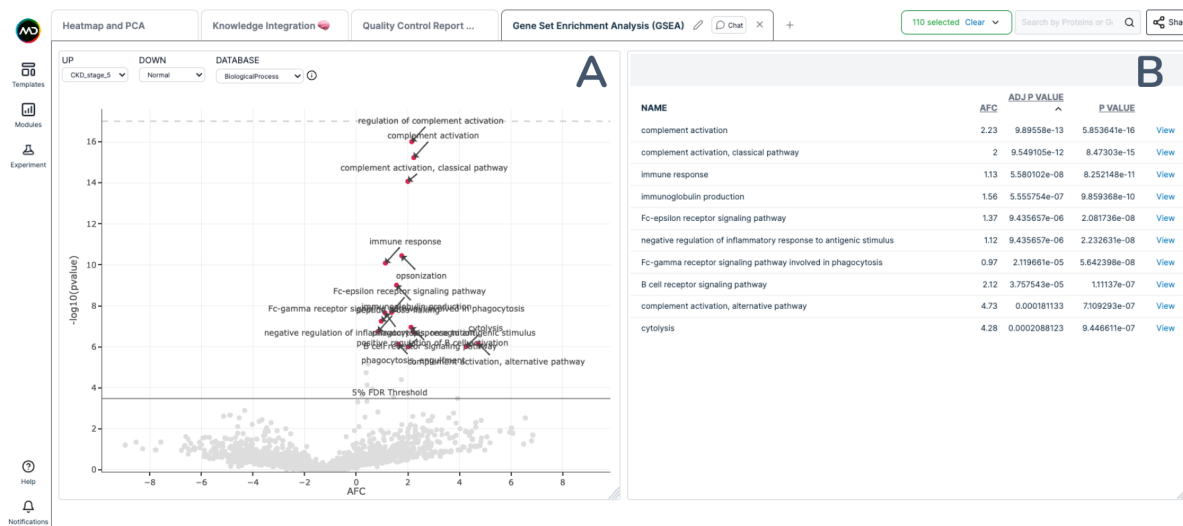 Heatmap and PCA
Knowledge Integration 🧠
Quality Control Report ...
Gene Set Enrichment Analysis (GSEA)
Chat
110 selected Clear
Search by Proteins or G
Sha
Templates
Modules
Experiment
Help
Notifications
UP DOWN DATABASE
CKD_stage_5 Normal BiologicalProcess
A
regulation of complement activation
complement activation
complement activation, classical pathway
immune response
opsonization
Fc-epsilon receptor signaling pathway
immunoglobulin production
Fc-gamma receptor signaling pathway involved in phagocytosis
cytolysis
negative regulation of inflammatory response to antigenic stimulus
positive regulation of B cell activation
B cell receptor signaling pathway
phagocytosis, engulfment
complement activation, alternative pathway
5% FDR Threshold
16
14
12
10
8
6
4
2
0
-log10(pvalue)
−8 −6 −4 −2 0 2 4 6 8
AFC
B
NAME AFC ADJ P VALUE P VALUE
complement activation 2.23 9.89558e-13 5.853641e-16 View
complement activation, classical pathway 2 9.549105e-12 8.47303e-15 View
immune response 1.13 5.580102e-08 8.252148e-11 View
immunoglobulin production 1.56 5.555754e-07 9.859368e-10 View
Fc-epsilon receptor signaling pathway 1.37 9.435657e-06 2.081736e-08 View
negative regulation of inflammatory response to antigenic stimulus 1.12 9.435657e-06 2.232631e-08 View
Fc-gamma receptor signaling pathway involved in phagocytosis 0.97 2.119661e-05 5.642398e-08 View
B cell receptor signaling pathway 2.12 3.757543e-05 1.11137e-07 View
complement activation, alternative pathway 4.73 0.000181133 7.109293e-07 View
cytolysis 4.28 0.0002088123 9.446611e-07 View